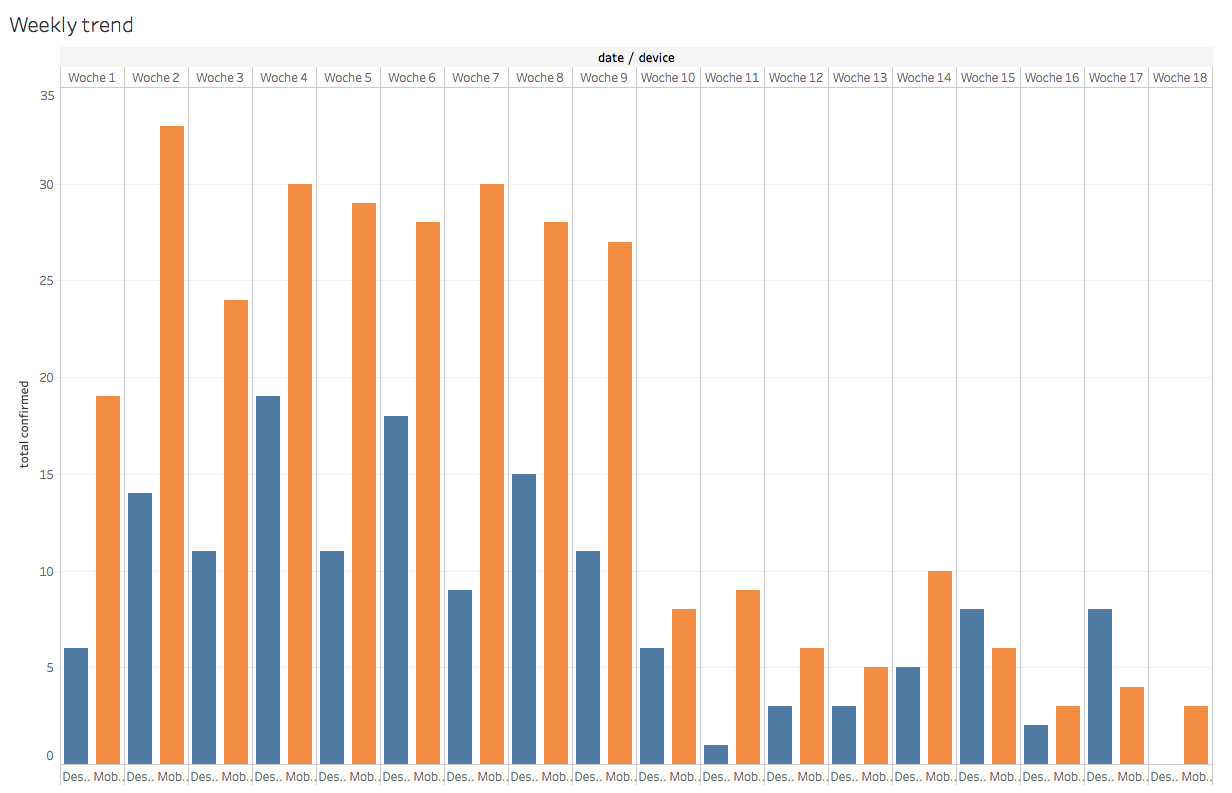 Weekly trend
date / device
Woche 1 Woche 2 Woche 3 Woche 4 Woche 5 Woche 6 Woche 7 Woche 8 Woche 9 Woche 10 Woche 11 Woche 12 Woche 13 Woche 14 Woche 15 Woche 16 Woche 17 Woche 18
35
30
25
20
15
10
5
0
total confirmed
Des.. Mob.. Des.. Mob.. Des.. Mob.. Des.. Mob.. Des.. Mob.. Des.. Mob.. Des.. Mob.. Des.. Mob.. Des.. Mob.. Des.. Mob.. Des.. Mob.. Des.. Mob.. Des.. Mob.. Des.. Mob.. Des.. Mob.. Des.. Mob.. Des.. Mob.. Des.. Mob..